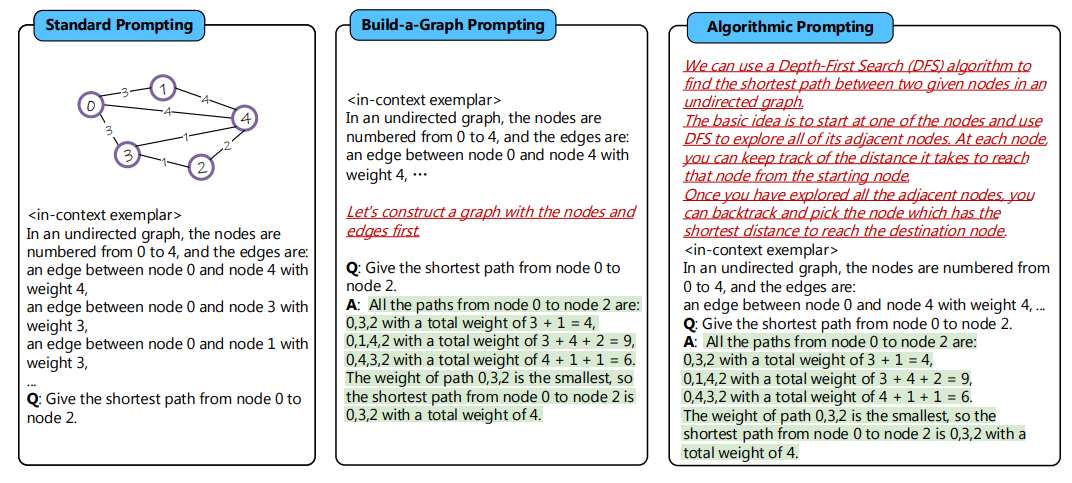 Standard Prompting
0
1
2
3
4
3
4
4
3
1
1
2
<in-context exemplar>
In an undirected graph, the nodes are
numbered from 0 to 4, and the edges are:
an edge between node 0 and node 4 with
weight 4,
an edge between node 0 and node 3 with
weight 3,
an edge between node 0 and node 1 with
weight 3,
...
Q: Give the shortest path from node 0 to
node 2.
Build-a-Graph Prompting
<in-context exemplar>
In an undirected graph, the nodes are
numbered from 0 to 4, and the edges are:
an edge between node 0 and node 4 with
weight 4, ···
Let's construct a graph with the nodes and
edges first.
Q: Give the shortest path from node 0 to
node 2.
A: All the paths from node 0 to node 2 are:
0,3,2 with a total weight of 3 + 1 = 4,
0,1,4,2 with a total weight of 3 + 4 + 2 = 9,
0,4,3,2 with a total weight of 4 + 1 + 1 = 6.
The weight of path 0,3,2 is the smallest, so
the shortest path from node 0 to node 2 is
0,3,2 with a total weight of 4.
Algorithmic Prompting
We can use a Depth-First Search (DFS) algorithm to
find the shortest path between two given nodes in an
undirected graph.
The basic idea is to start at one of the nodes and use
DFS to explore all of its adjacent nodes. At each node,
you can keep track of the distance it takes to reach
that node from the starting node.
Once you have explored all the adjacent nodes, you
can backtrack and pick the node which has the
shortest distance to reach the destination node.
<in-context exemplar>
In an undirected graph, the nodes are numbered from
0 to 4, and the edges are:
an edge between node 0 and node 4 with weight 4, ...
Q: Give the shortest path from node 0 to node 2.
A: All the paths from node 0 to node 2 are:
0,3,2 with a total weight of 3 + 1 = 4,
0,1,4,2 with a total weight of 3 + 4 + 2 = 9,
0,4,3,2 with a total weight of 4 + 1 + 1 = 6.
The weight of path 0,3,2 is the smallest, so the
shortest path from node 0 to node 2 is 0,3,2 with a
total weight of 4.